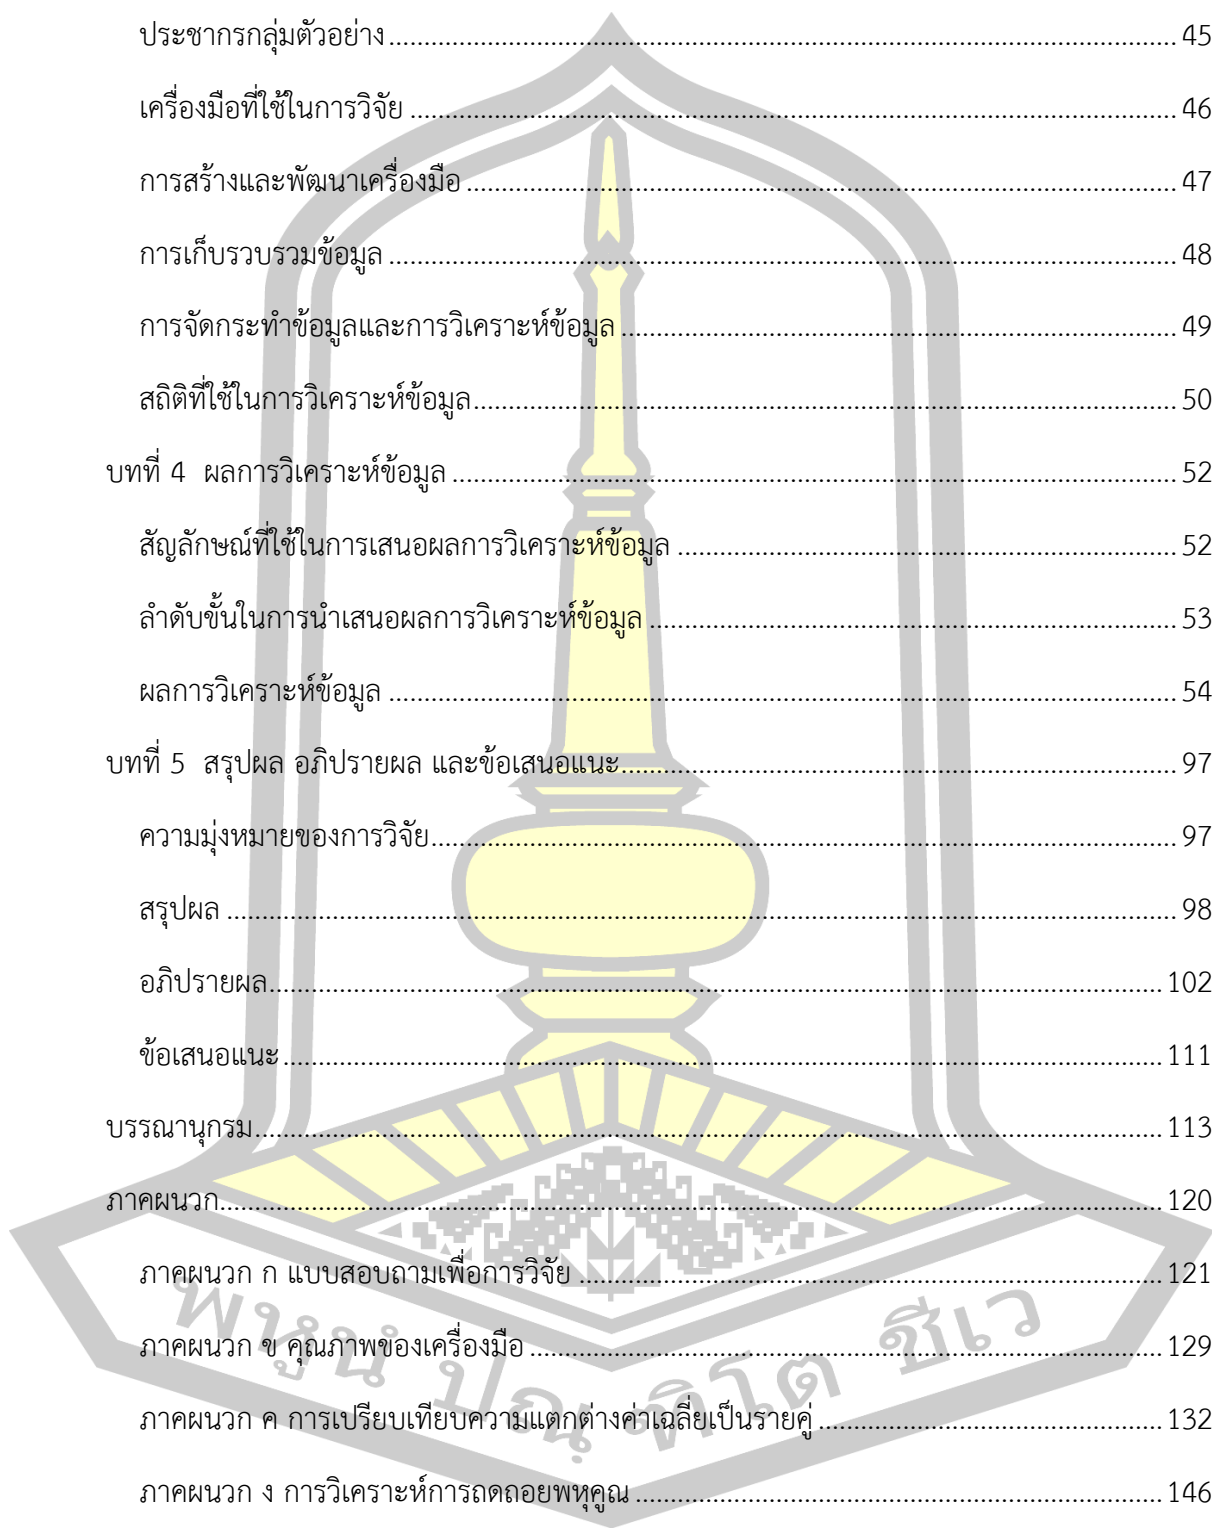 ประชากรกลุ่มตัวอย่าง 45
เครื่องมือที่ใช้ในการวิจัย 46
การสร้างและพัฒนาเครื่องมือ 47
การเก็บรวบรวมข้อมูล 48
การจัดกระทำข้อมูลและการวิเคราะห์ข้อมูล 49
สถิติที่ใช้ในการวิเคราะห์ข้อมูล 50
บทที่ 4 ผลการวิเคราะห์ข้อมูล 52
สัญลักษณ์ที่ใช้ในการเสนอผลการวิเคราะห์ข้อมูล 52
ลำดับขั้นในการนำเสนอผลการวิเคราะห์ข้อมูล 53
ผลการวิเคราะห์ข้อมูล 54
บทที่ 5 สรุปผล อภิปรายผล และข้อเสนอแนะ 97
ความมุ่งหมายของการวิจัย 97
สรุปผล 98
อภิปรายผล 102
ข้อเสนอแนะ 111
บรรณานุกรม 113
ภาคผนวก 120
ภาคผนวก ก แบบสอบถามเพื่อการวิจัย 121
ภาคผนวก ข คุณภาพของเครื่องมือ 129
ภาคผนวก ค การเปรียบเทียบความแตกต่างค่าเฉลี่ยเป็นรายคู่ 132
ภาคผนวก ง การวิเคราะห์การถดถอยพหุคูณ 146
พหูนํ ปณฺฑิโต ชีเว